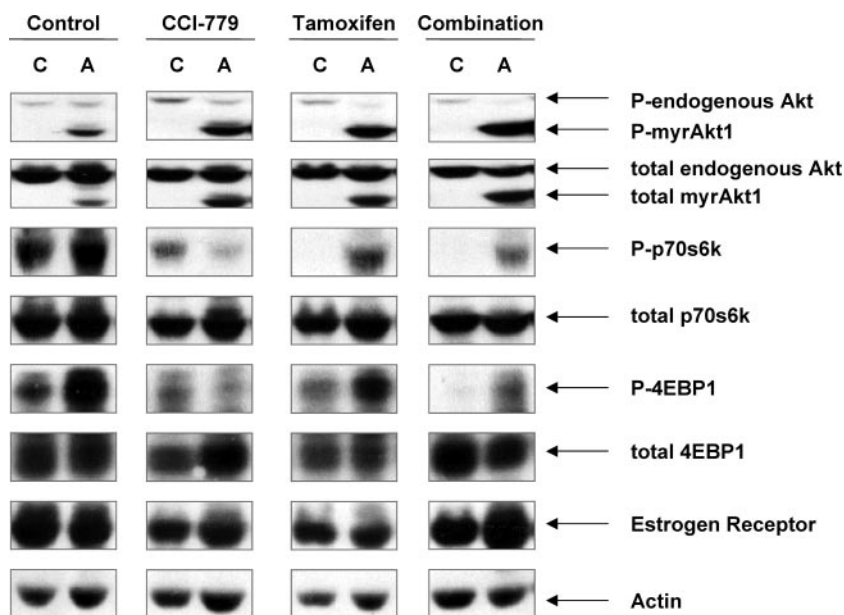 Control CCI-779 Tamoxifen Combination
C A C A C A C A
P-endogenous Akt
P-myrAkt1
total endogenous Akt
total myrAkt1
P-p70s6k
total p70s6k
P-4EBP1
total 4EBP1
Estrogen Receptor
Actin